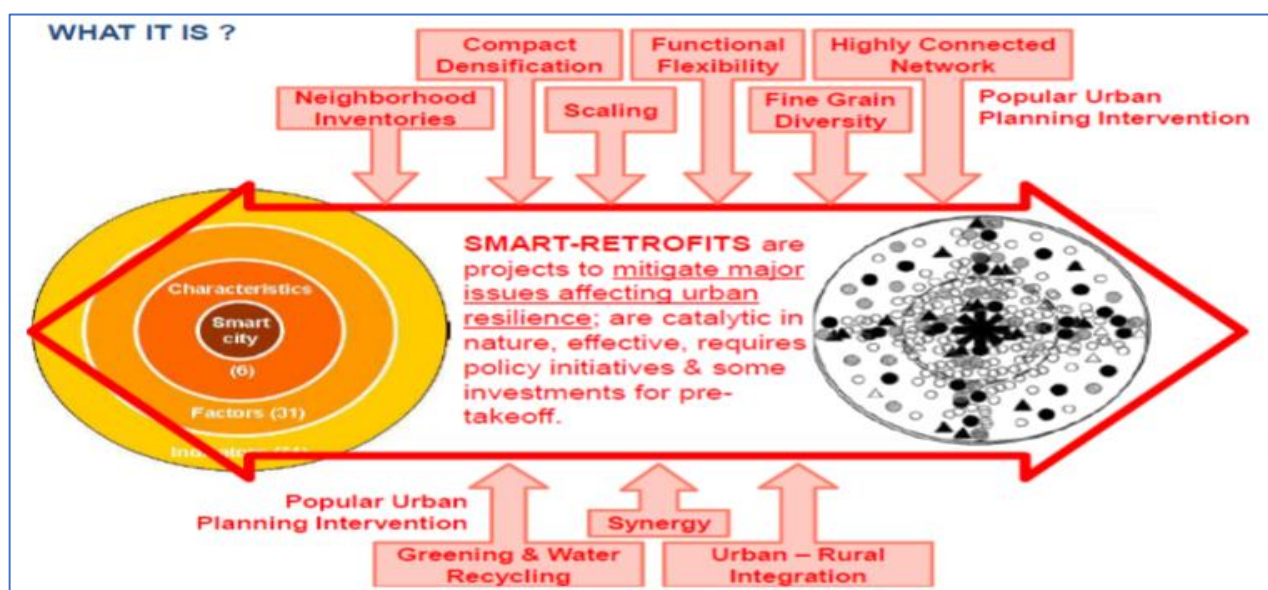 WHAT IT IS ?
Compact
Densification
Functional
Flexibility
Highly Connected
Network
Neighborhood
Inventories
Scaling
Fine Grain
Diversity
Popular Urban
Planning Intervention
Characteristics
Smart
city
(6)
Factors (31)
SMART-RETROFITS are
projects to mitigate major
issues affecting urban
resilience; are catalytic in
nature, effective, requires
policy initiatives & some
investments for pre-
takeoff.
Popular Urban
Planning Intervention
Synergy
Greening & Water
Recycling
Urban – Rural
Integration